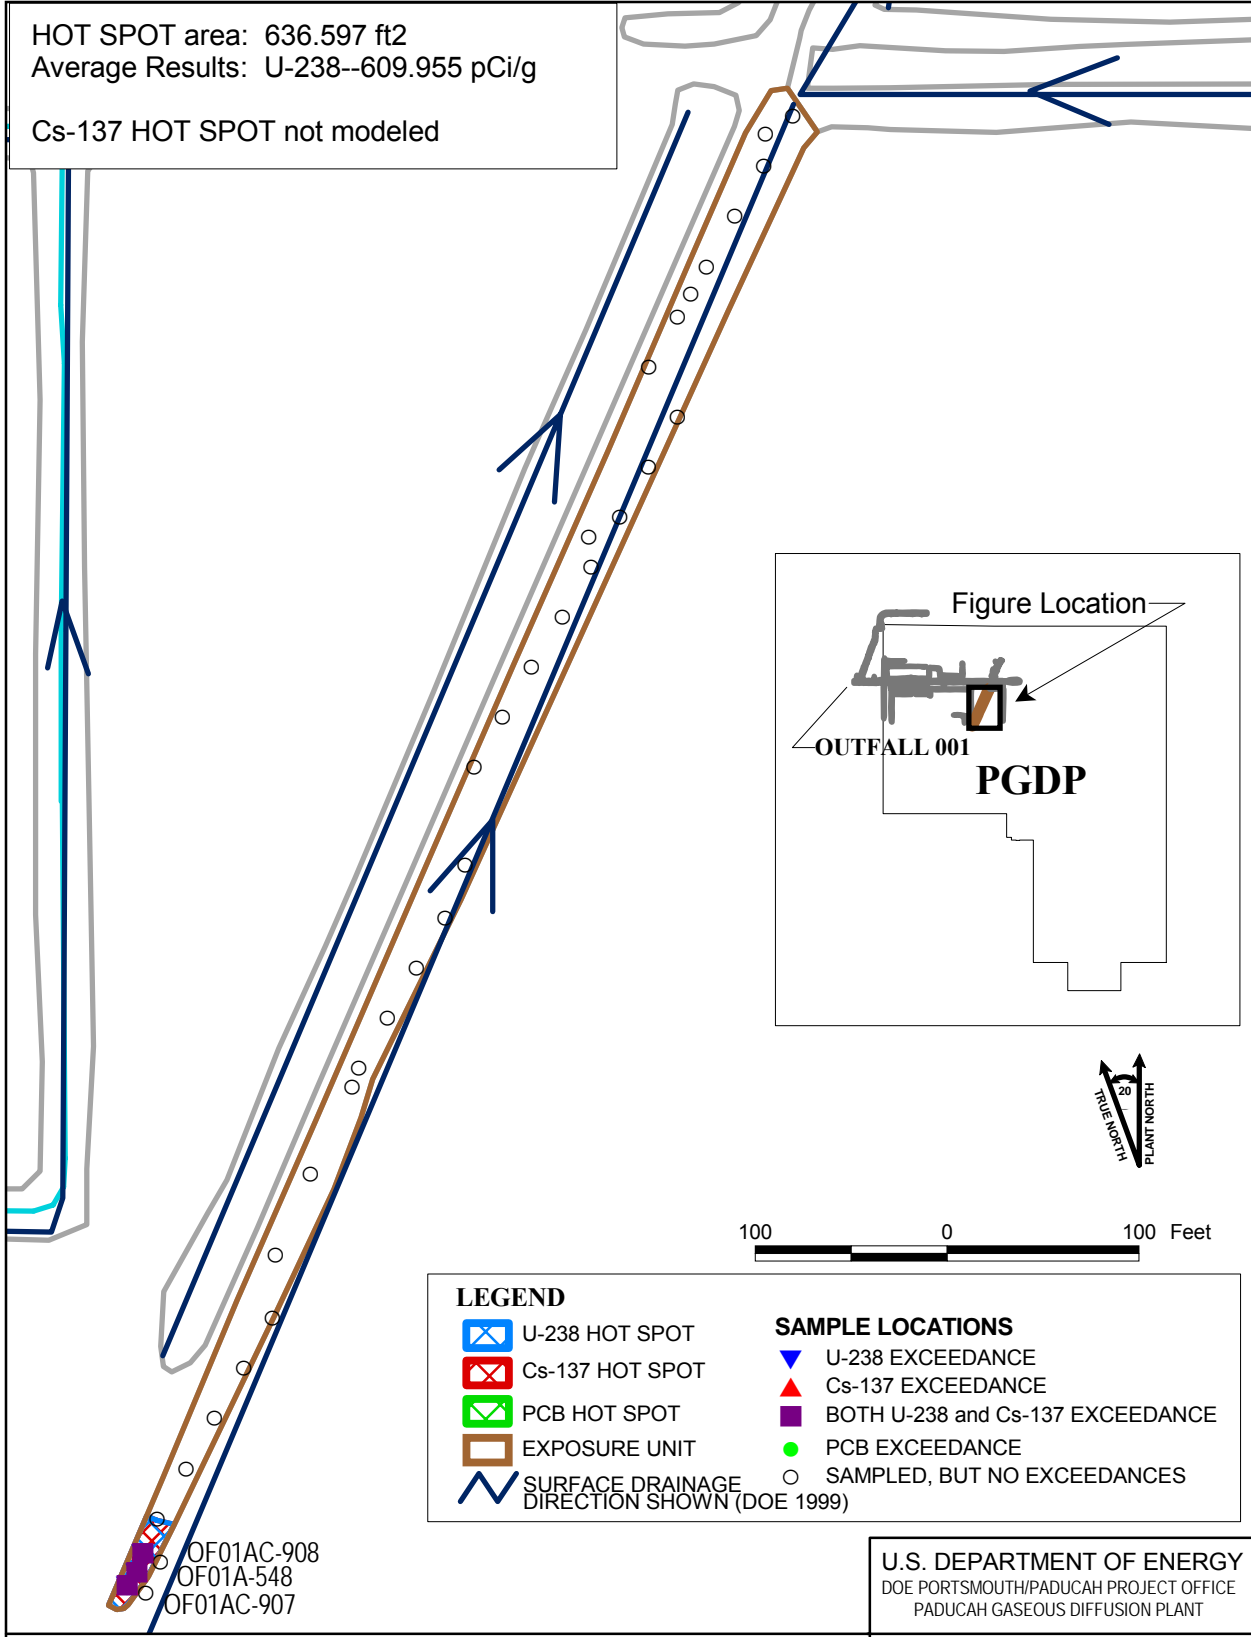 HOT SPOT area: 636.597 ft2
Average Results: U-238--609.955 pCi/g
Cs-137 HOT SPOT not modeled
Figure Location
OUTFALL 001
PGDP
20
TRUE NORTH
PLANT NORTH
100 0 100 Feet
LEGEND
U-238 HOT SPOT
Cs-137 HOT SPOT
PCB HOT SPOT
EXPOSURE UNIT
SURFACE DRAINAGE
DIRECTION SHOWN (DOE 1999)
SAMPLE LOCATIONS
U-238 EXCEEDANCE
Cs-137 EXCEEDANCE
BOTH U-238 and Cs-137 EXCEEDANCE
PCB EXCEEDANCE
SAMPLED, BUT NO EXCEEDANCES
OF01AC-908
OF01A-548
OF01AC-907
U.S. DEPARTMENT OF ENERGY
DOE PORTSMOUTH/PADUCAH PROJECT OFFICE
PADUCAH GASEOUS DIFFUSION PLANT